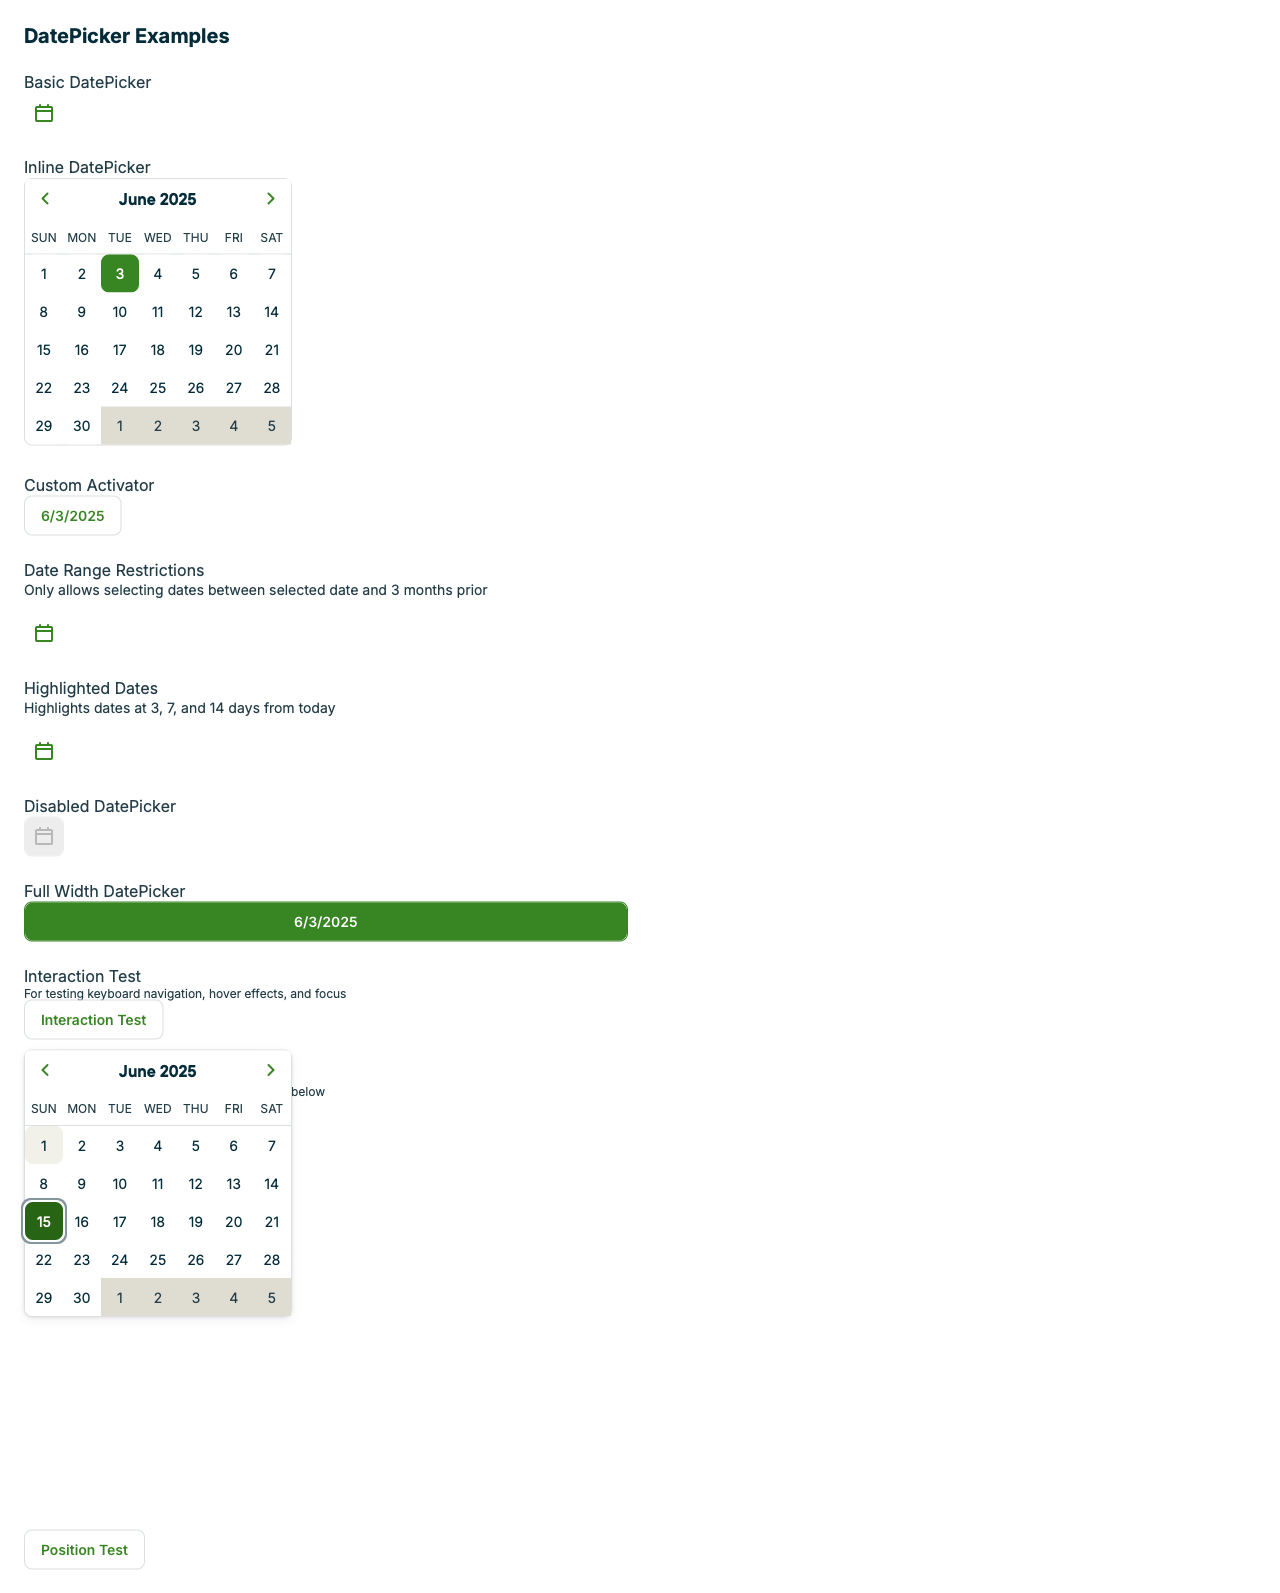 DatePicker Examples
Basic DatePicker
Inline DatePicker
June 2025
SUN MON TUE WED THU FRI SAT
1 2 3 4 5 6 7
8 9 10 11 12 13 14
15 16 17 18 19 20 21
22 23 24 25 26 27 28
29 30 1 2 3 4 5
Custom Activator
6/3/2025
Date Range Restrictions
Only allows selecting dates between selected date and 3 months prior
Highlighted Dates
Highlights dates at 3, 7, and 14 days from today
Disabled DatePicker
Full Width DatePicker
6/3/2025
Interaction Test
For testing keyboard navigation, hover effects, and focus
Interaction Test
June 2025
below
SUN MON TUE WED THU FRI SAT
1 2 3 4 5 6 7
8 9 10 11 12 13 14
15 16 17 18 19 20 21
22 23 24 25 26 27 28
29 30 1 2 3 4 5
Position Test